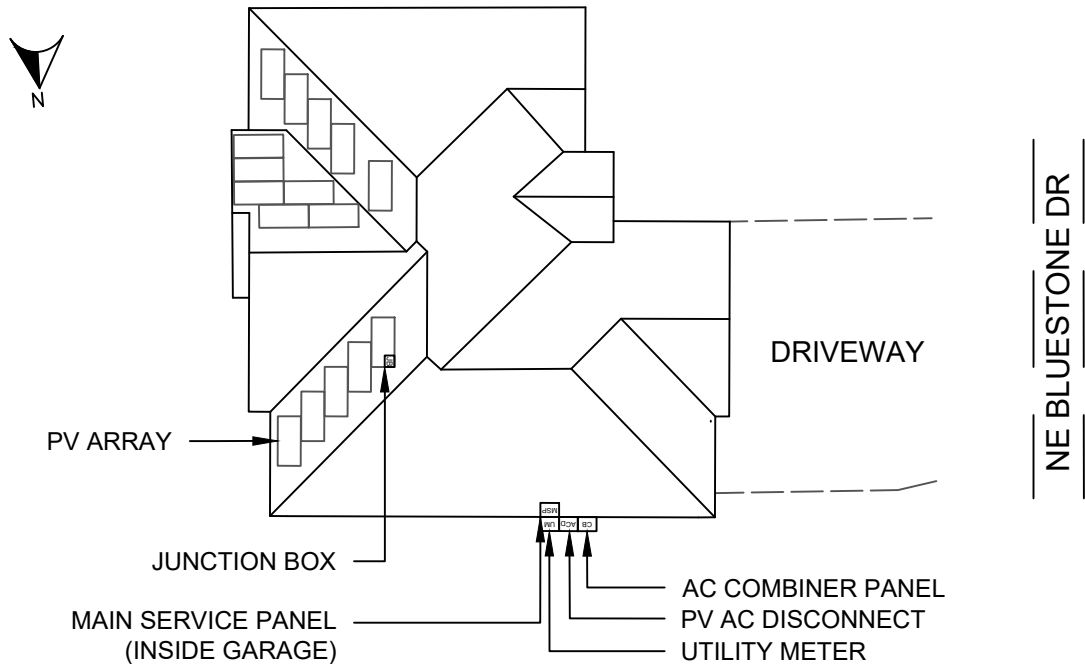 N
NE BLUESTONE DR
DRIVEWAY
PV ARRAY
JB
MSP
UM
ACD
CB
JUNCTION BOX
MAIN SERVICE PANEL
(INSIDE GARAGE)
AC COMBINER PANEL
PV AC DISCONNECT
UTILITY METER